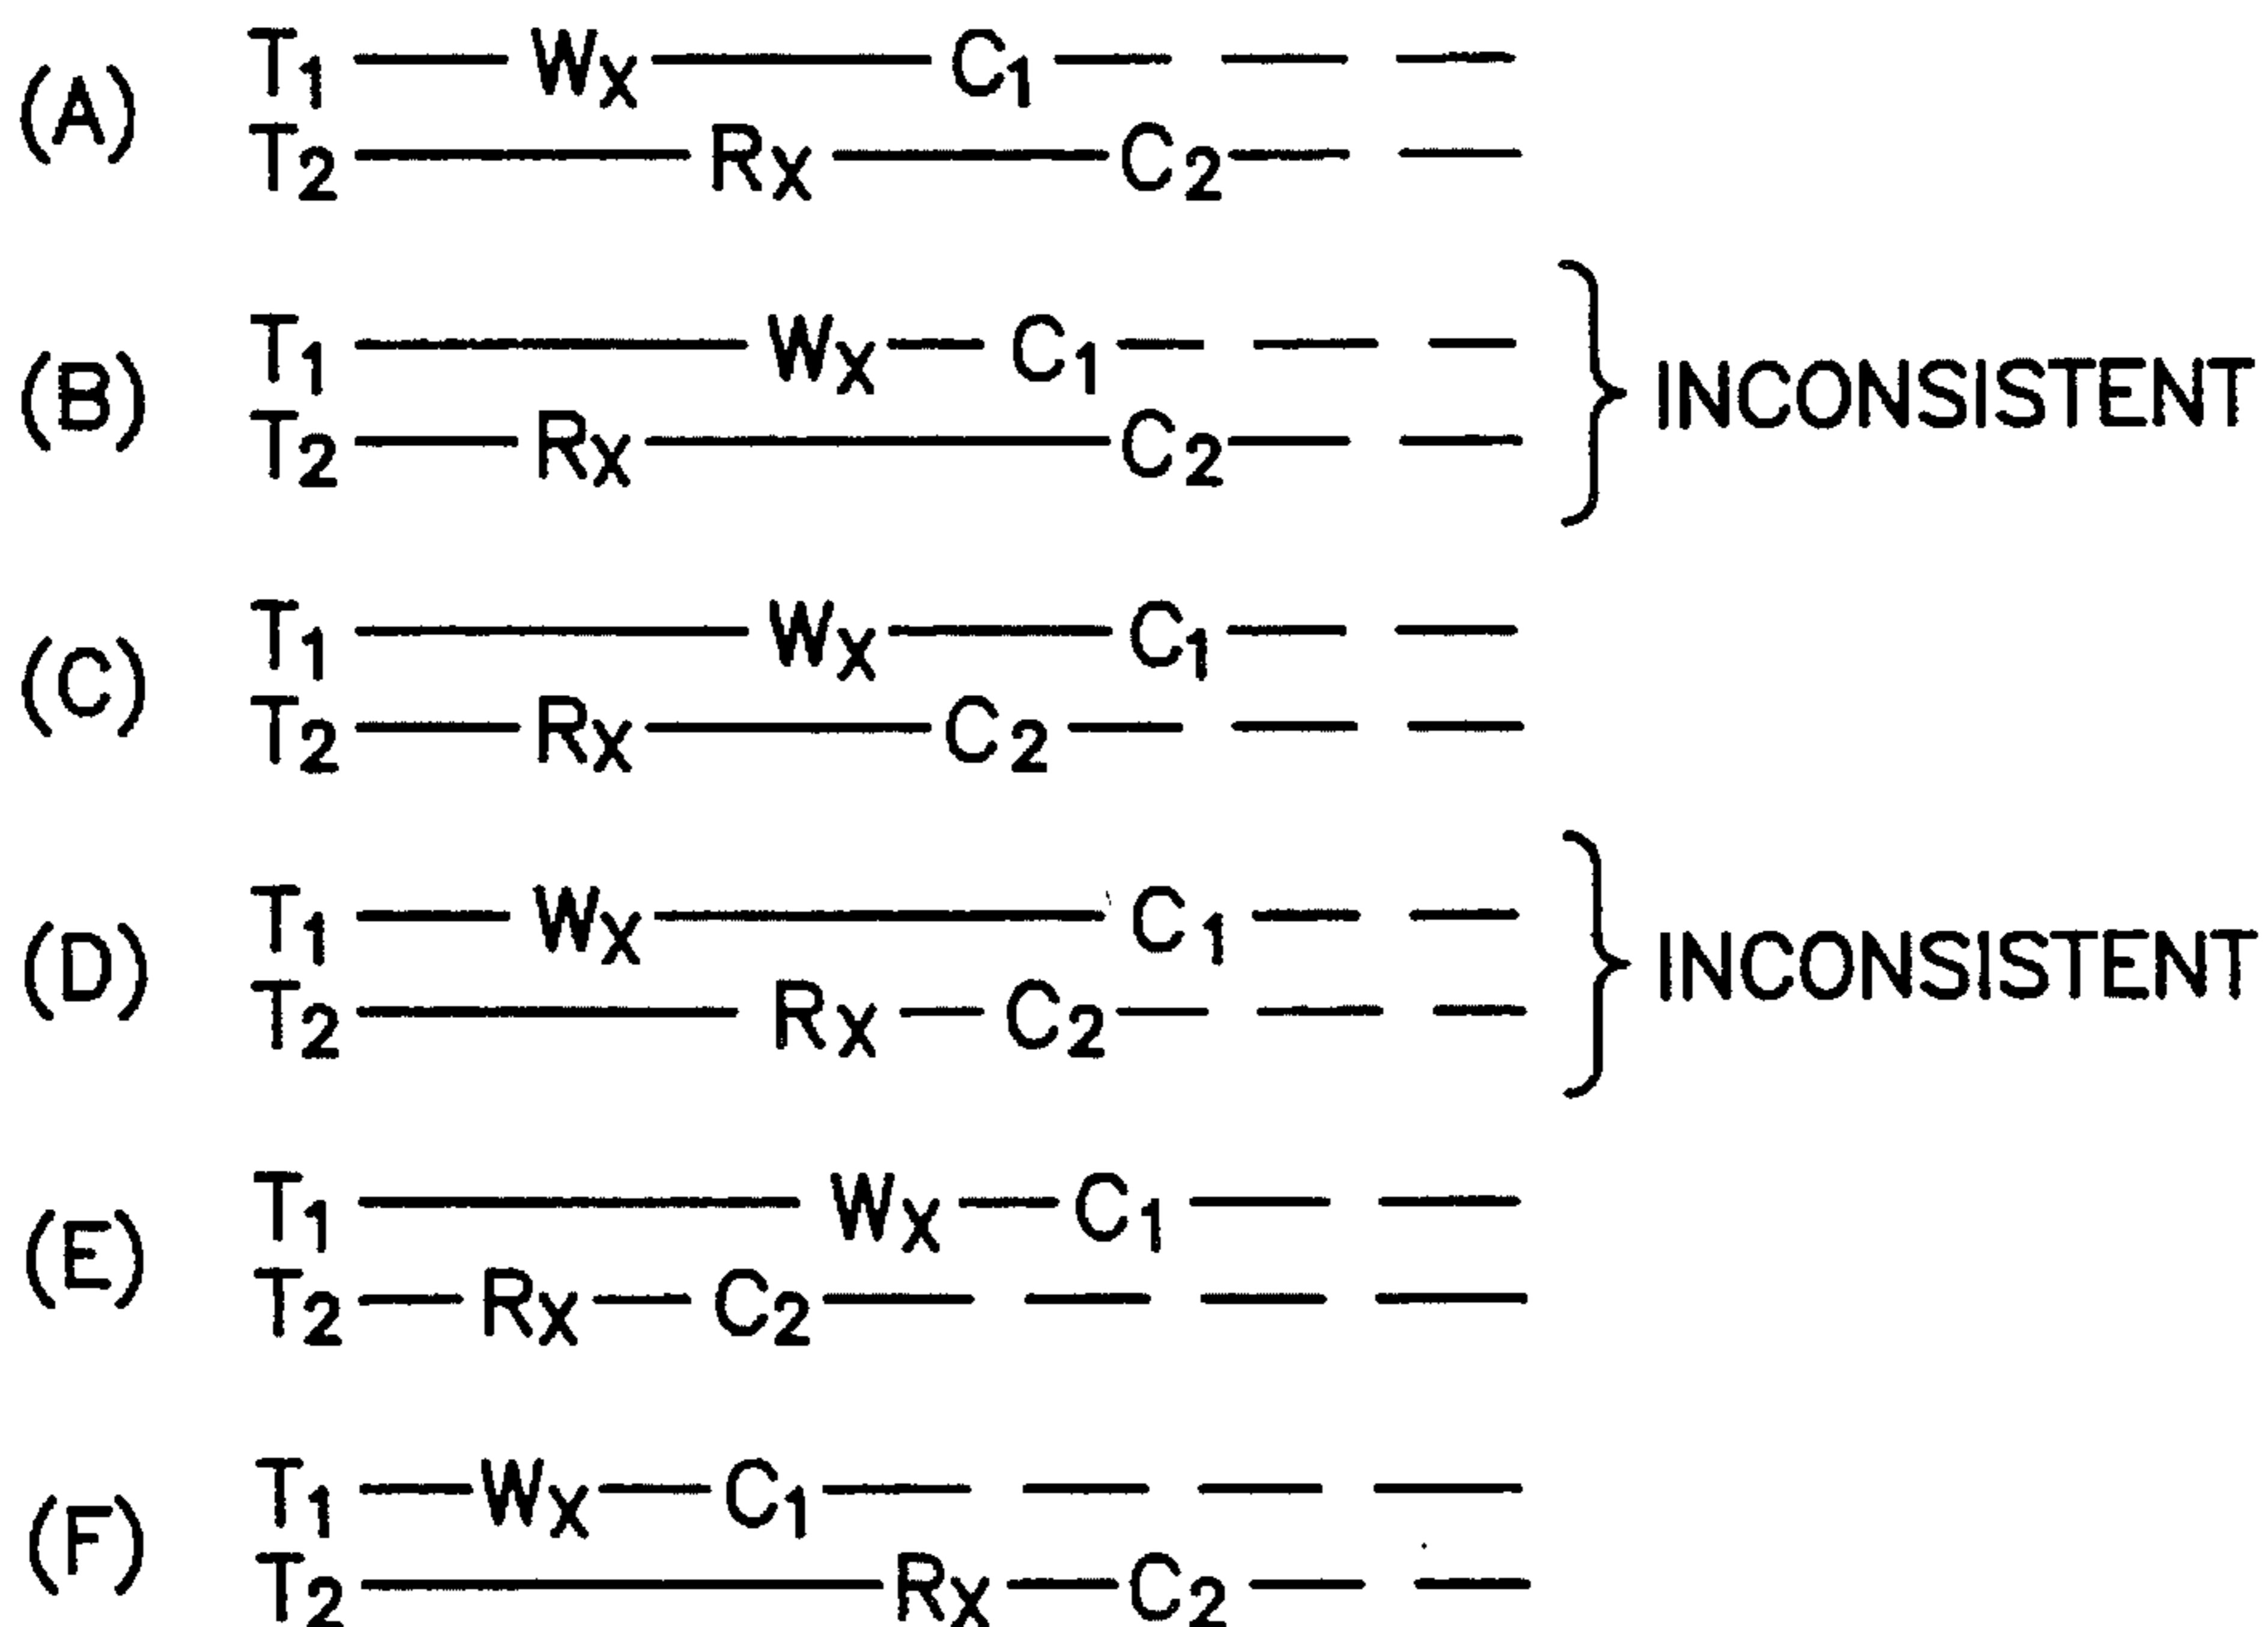 (A)
T1 Wx C1
T2 Rx C2
(B)
T1 Wx C1
T2 Rx C2
INCONSISTENT
(C)
T1 Wx C1
T2 Rx C2
(D)
T1 Wx C1
T2 Rx C2
INCONSISTENT
(E)
T1 Wx C1
T2 Rx C2
(F)
T1 Wx C1
T2 Rx C2